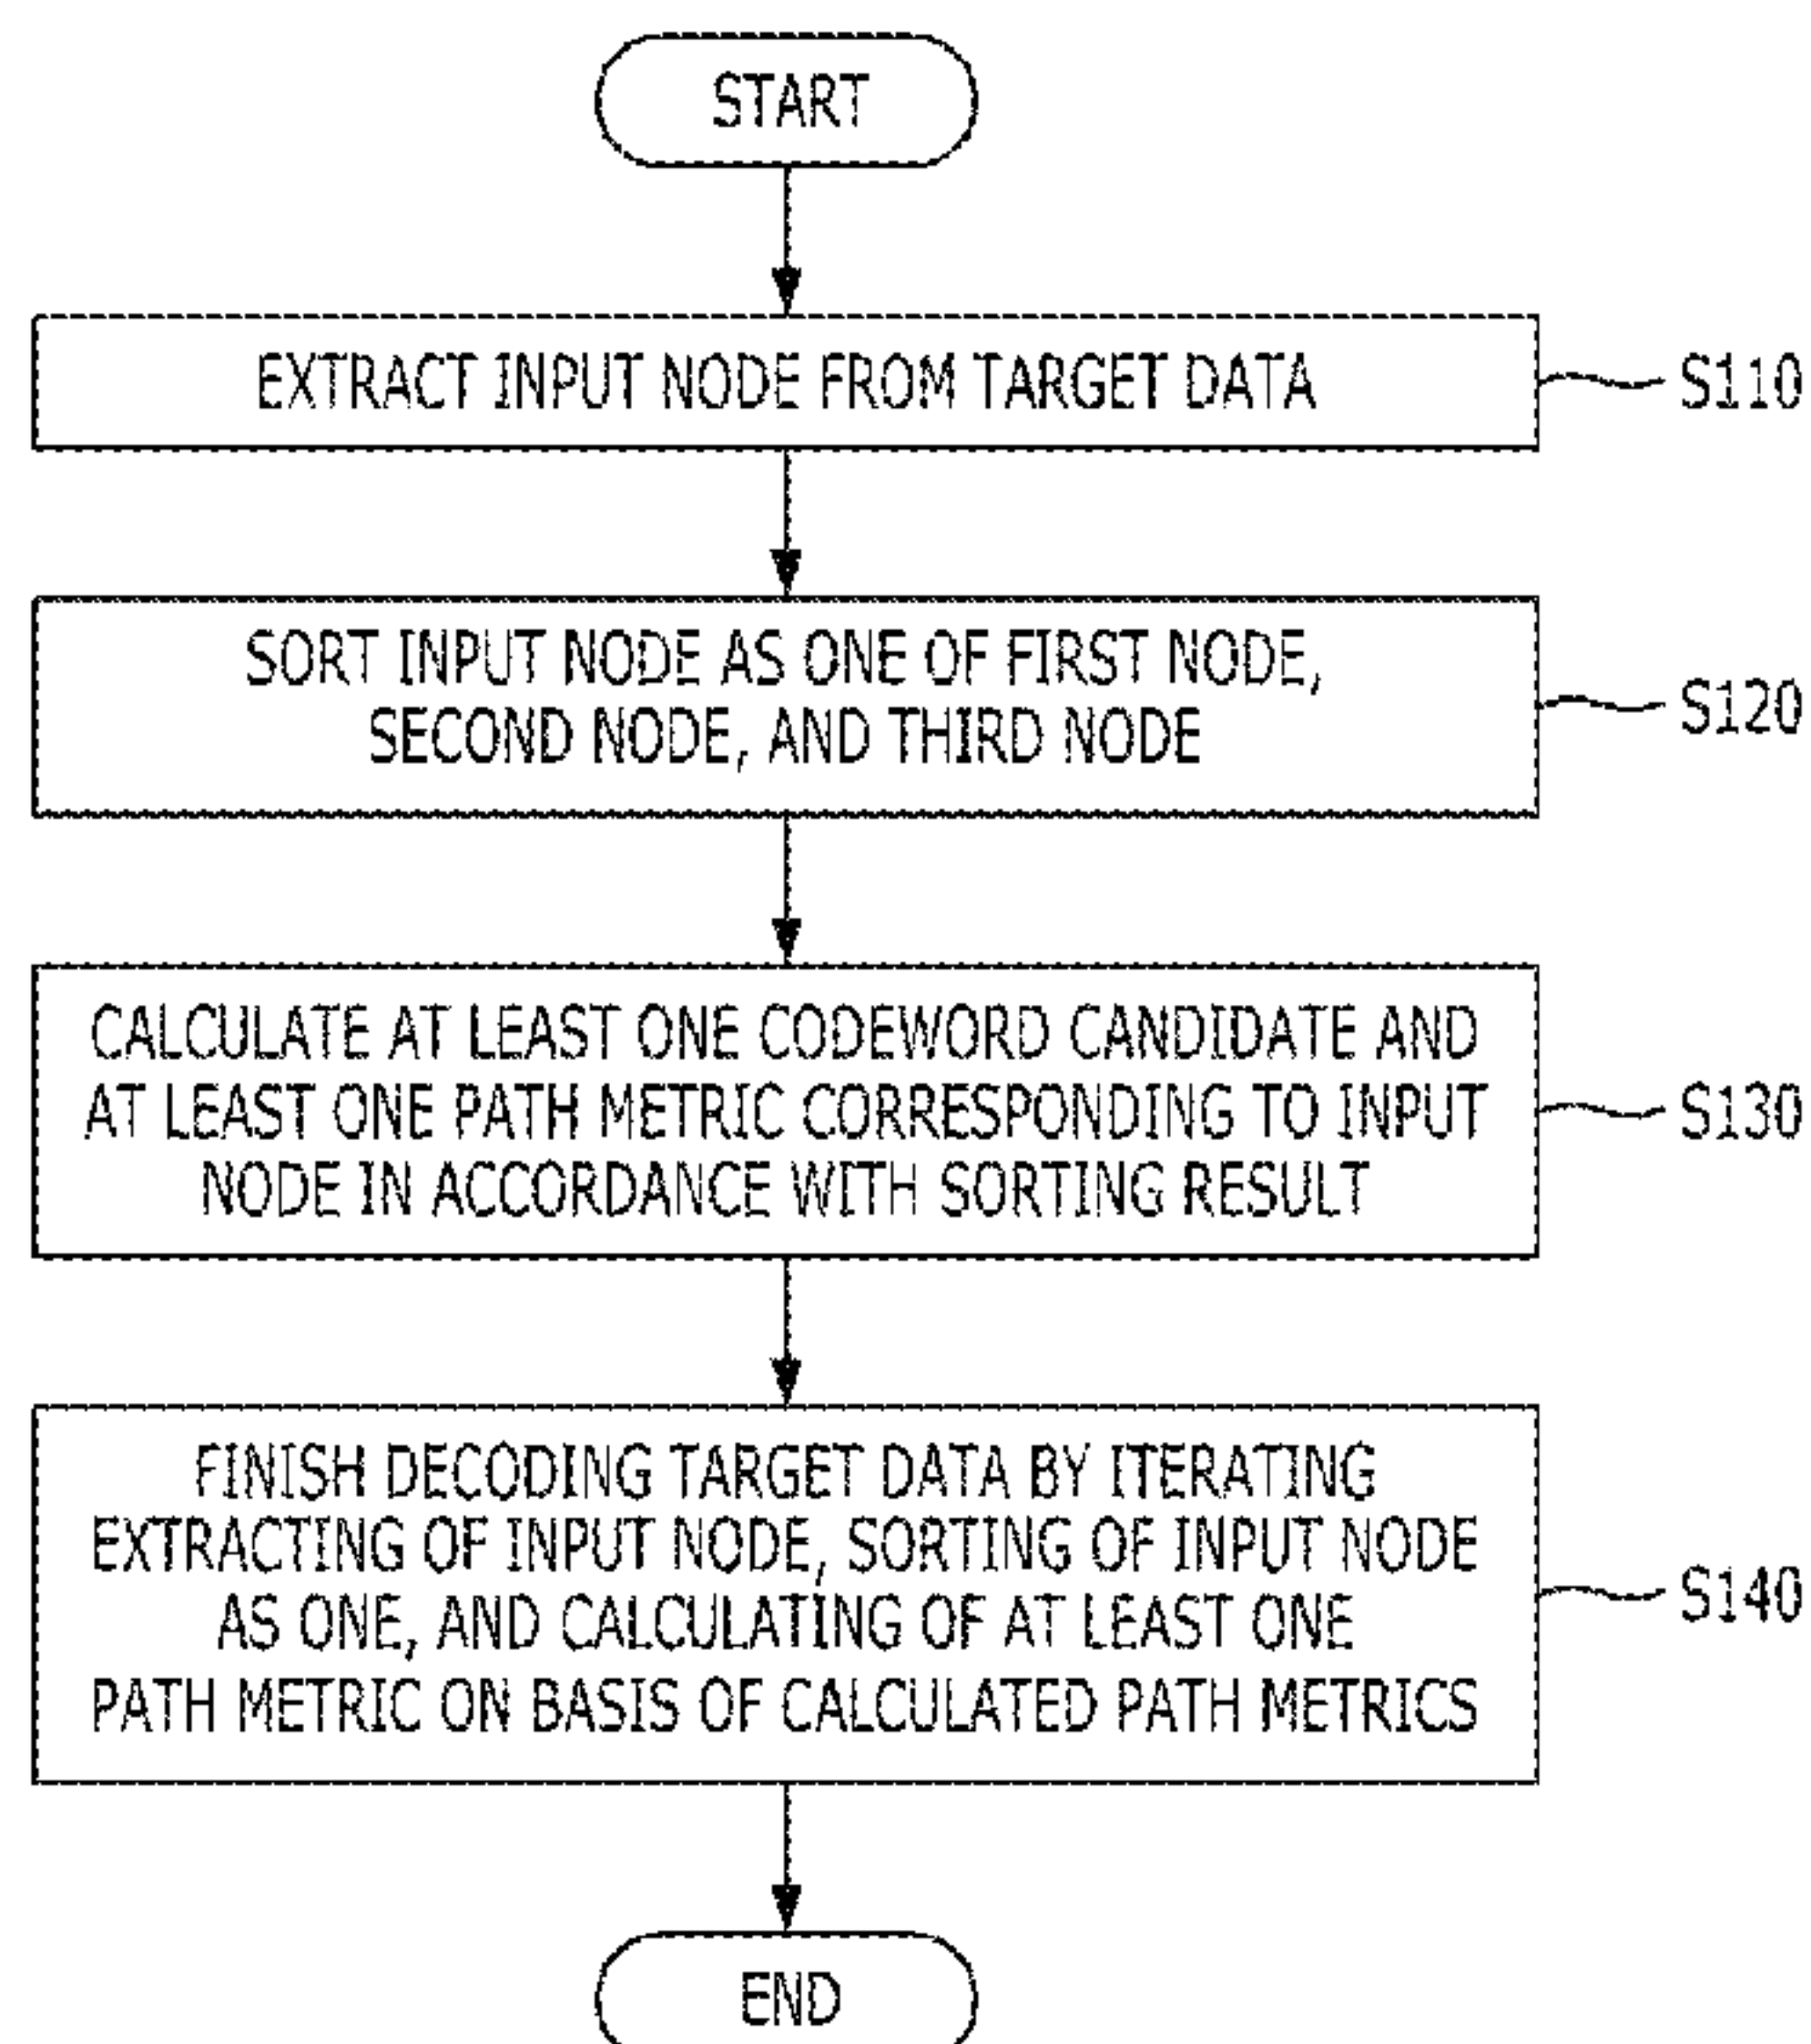 START
EXTRACT INPUT NODE FROM TARGET DATA
S110
SORT INPUT NODE AS ONE OF FIRST NODE,
SECOND NODE, AND THIRD NODE
S120
CALCULATE AT LEAST ONE CODEWORD CANDIDATE AND
AT LEAST ONE PATH METRIC CORRESPONDING TO INPUT
NODE IN ACCORDANCE WITH SORTING RESULT
S130
FINISH DECODING TARGET DATA BY ITERATING
EXTRACTING OF INPUT NODE, SORTING OF INPUT NODE
AS ONE, AND CALCULATING OF AT LEAST ONE
PATH METRIC ON BASIS OF CALCULATED PATH METRICS
S140
END